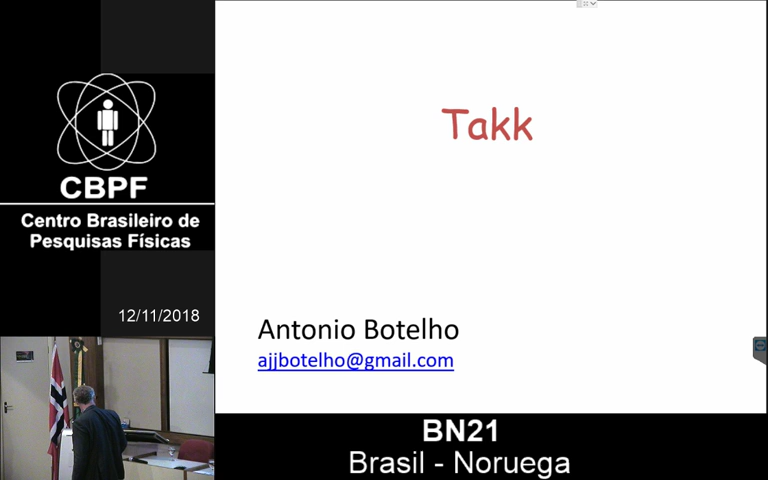 CBPF
Centro Brasileiro de
Pesquisas Físicas
12/11/2018
Takk
Antonio Botelho
ajjbotelho@gmail.com
BN21
Brasil - Noruega